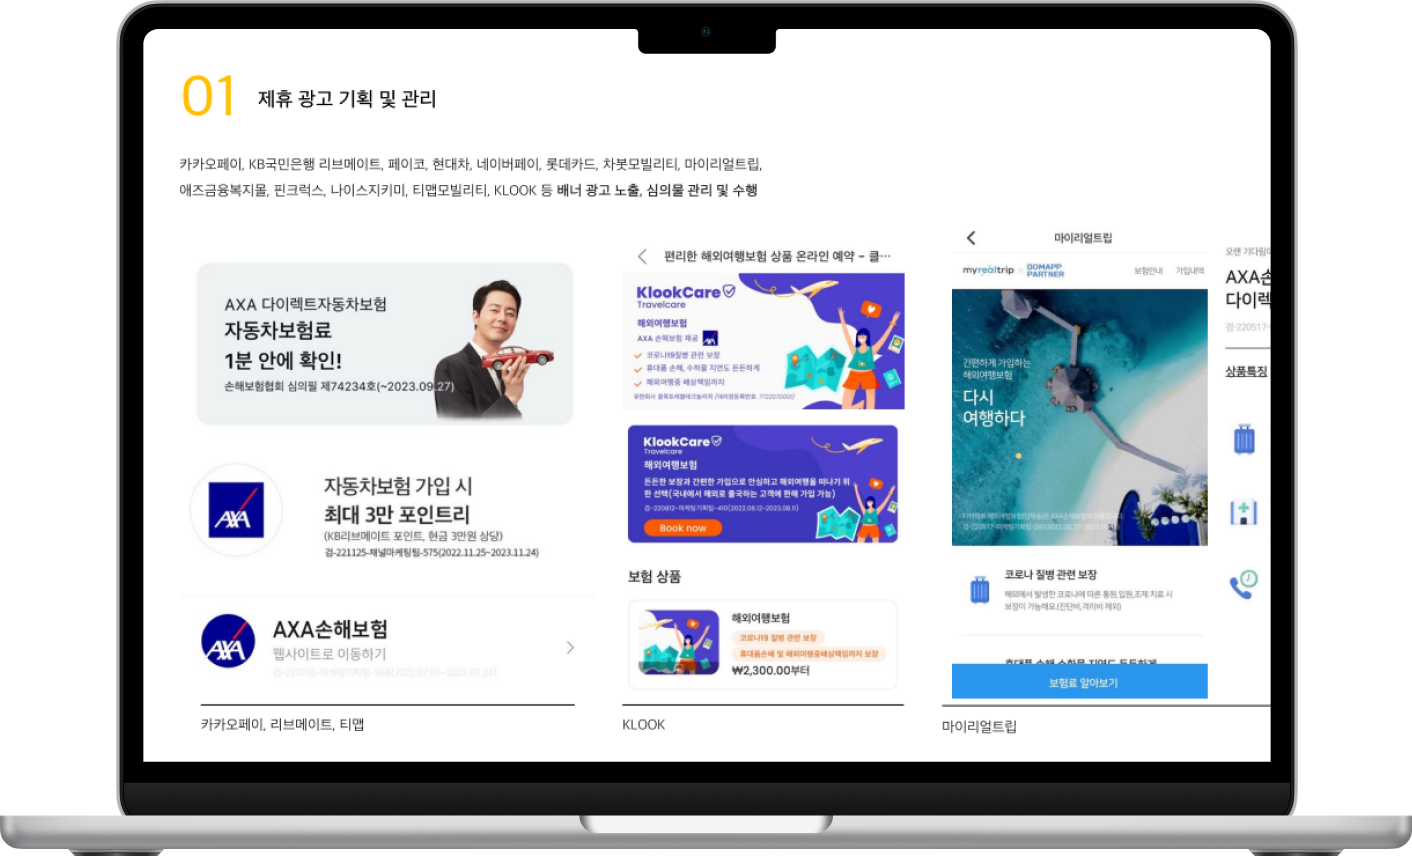 01 제휴 광고 기획 및 관리
카카오페이, KB국민은행 리브메이트, 페이코, 현대차, 네이버페이, 롯데카드, 차봇모빌리티, 마이리얼트립,
애즈금융복지몰, 핀크럭스, 나이스지키미, 티맵모빌리티, KLOOK 등 배너 광고 노출, 심의물 관리 및 수행
AXA 다이렉트자동차보험
자동차보험료
1분 안에 확인!
손해보험협회 심의필 제74234호(~2023.09.27)
AXA
자동차보험 가입 시
최대 3만 포인트리
(KB리브메이트 포인트, 현금 3만원 상당)
검-221125-채널마케팅팀-575(2022.11.25~2023.11.24)
AXA
AXA손해보험
웹사이트로 이동하기
카카오페이, 리브메이트, 티맵
편리한 해외여행보험 상품 온라인 예약 - 클…
KlookCare
Travelcare
해외여행보험
AXA 손해보험 제공
코로나19질병 관련 보장
휴대품 손해, 수하물 지연도 든든하게
해외여행중 배상책임까지
KlookCare
Travelcare
해외여행보험
든든한 보장과 간편한 가입으로 안심하고 해외여행을 떠나기 위
한 선택(국내에서 해외로 출국하는 고객에 한해 가입 가능)
검-220812-마케팅기획팀-410(2022.08.12~2023.08.11)
Book now
보험 상품
해외여행보험
코로나19 질병 관련 보장
휴대품손해 및 해외여행중배상책임까지 보장
₩2,300.00부터
KLOOK
마이리얼트립
myrealtrip × DOMAPP
PARTNER
보험안내 가입내역
간편하게 가입하는
해외여행보험
다시
여행하다
코로나 질병 관련 보장
해외에서 발생한 코로나에 따른 통원,입원,조제 치료 시
보장이 가능해요.(진단비,격리비 제외)
보험료 알아보기
마이리얼트립
오랜
AXA손
다이렉
검-220517-
상품특징